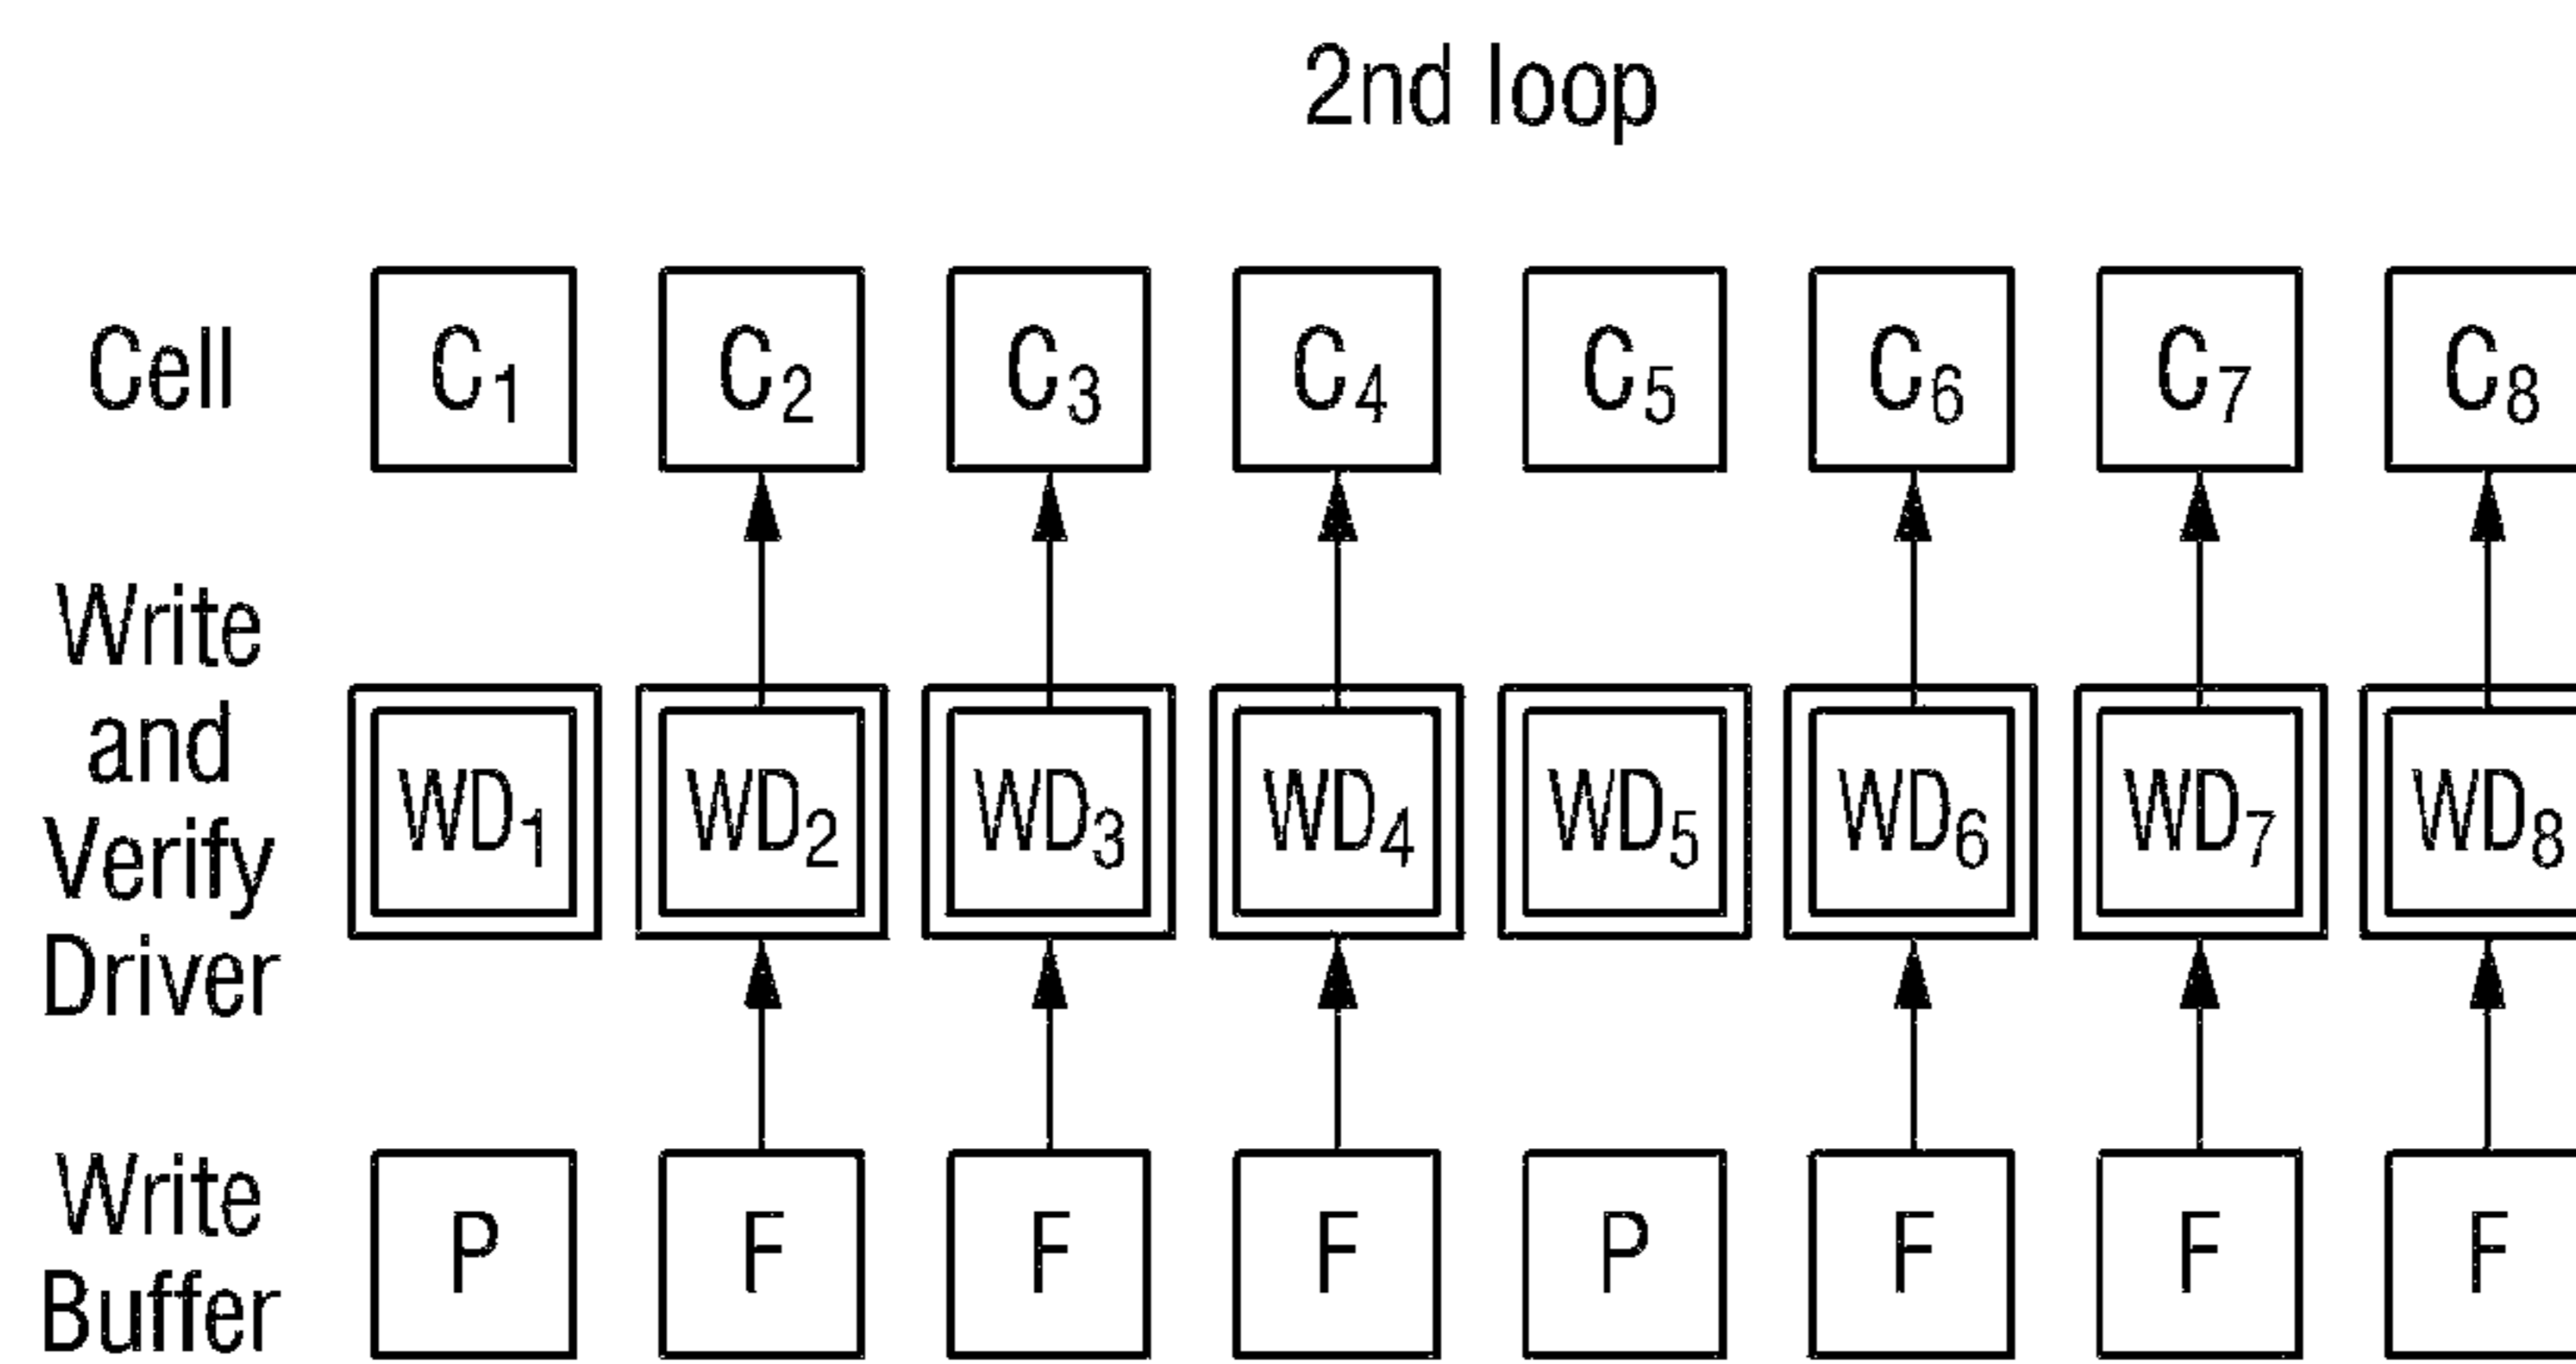 2nd loop
Cell C1 C2 C3 C4 C5 C6 C7 C8
Write
and
Verify
Driver
WD1 WD2 WD3 WD4 WD5 WD6 WD7 WD8
Write
Buffer
P F F F P F F F